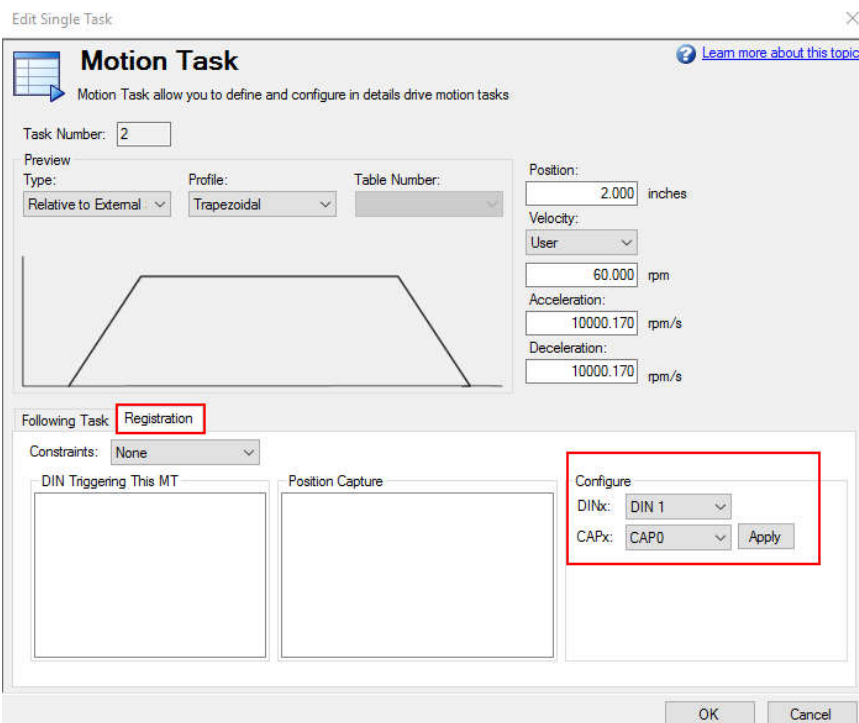 Edit Single Task
Motion Task
Learn more about this topic
Motion Task allow you to define and configure in details drive motion tasks
Task Number: 2
Preview
Type: Profile: Table Number:
Relative to External Trapezoidal
Position:
2.000 inches
Velocity:
User
60.000 rpm
Acceleration:
10000.170 rpm/s
Deceleration:
10000.170 rpm/s
Following Task Registration
Constraints: None
DIN Triggering This MT Position Capture Configure
DINx: DIN 1
CAPx: CAP0 Apply
OK Cancel